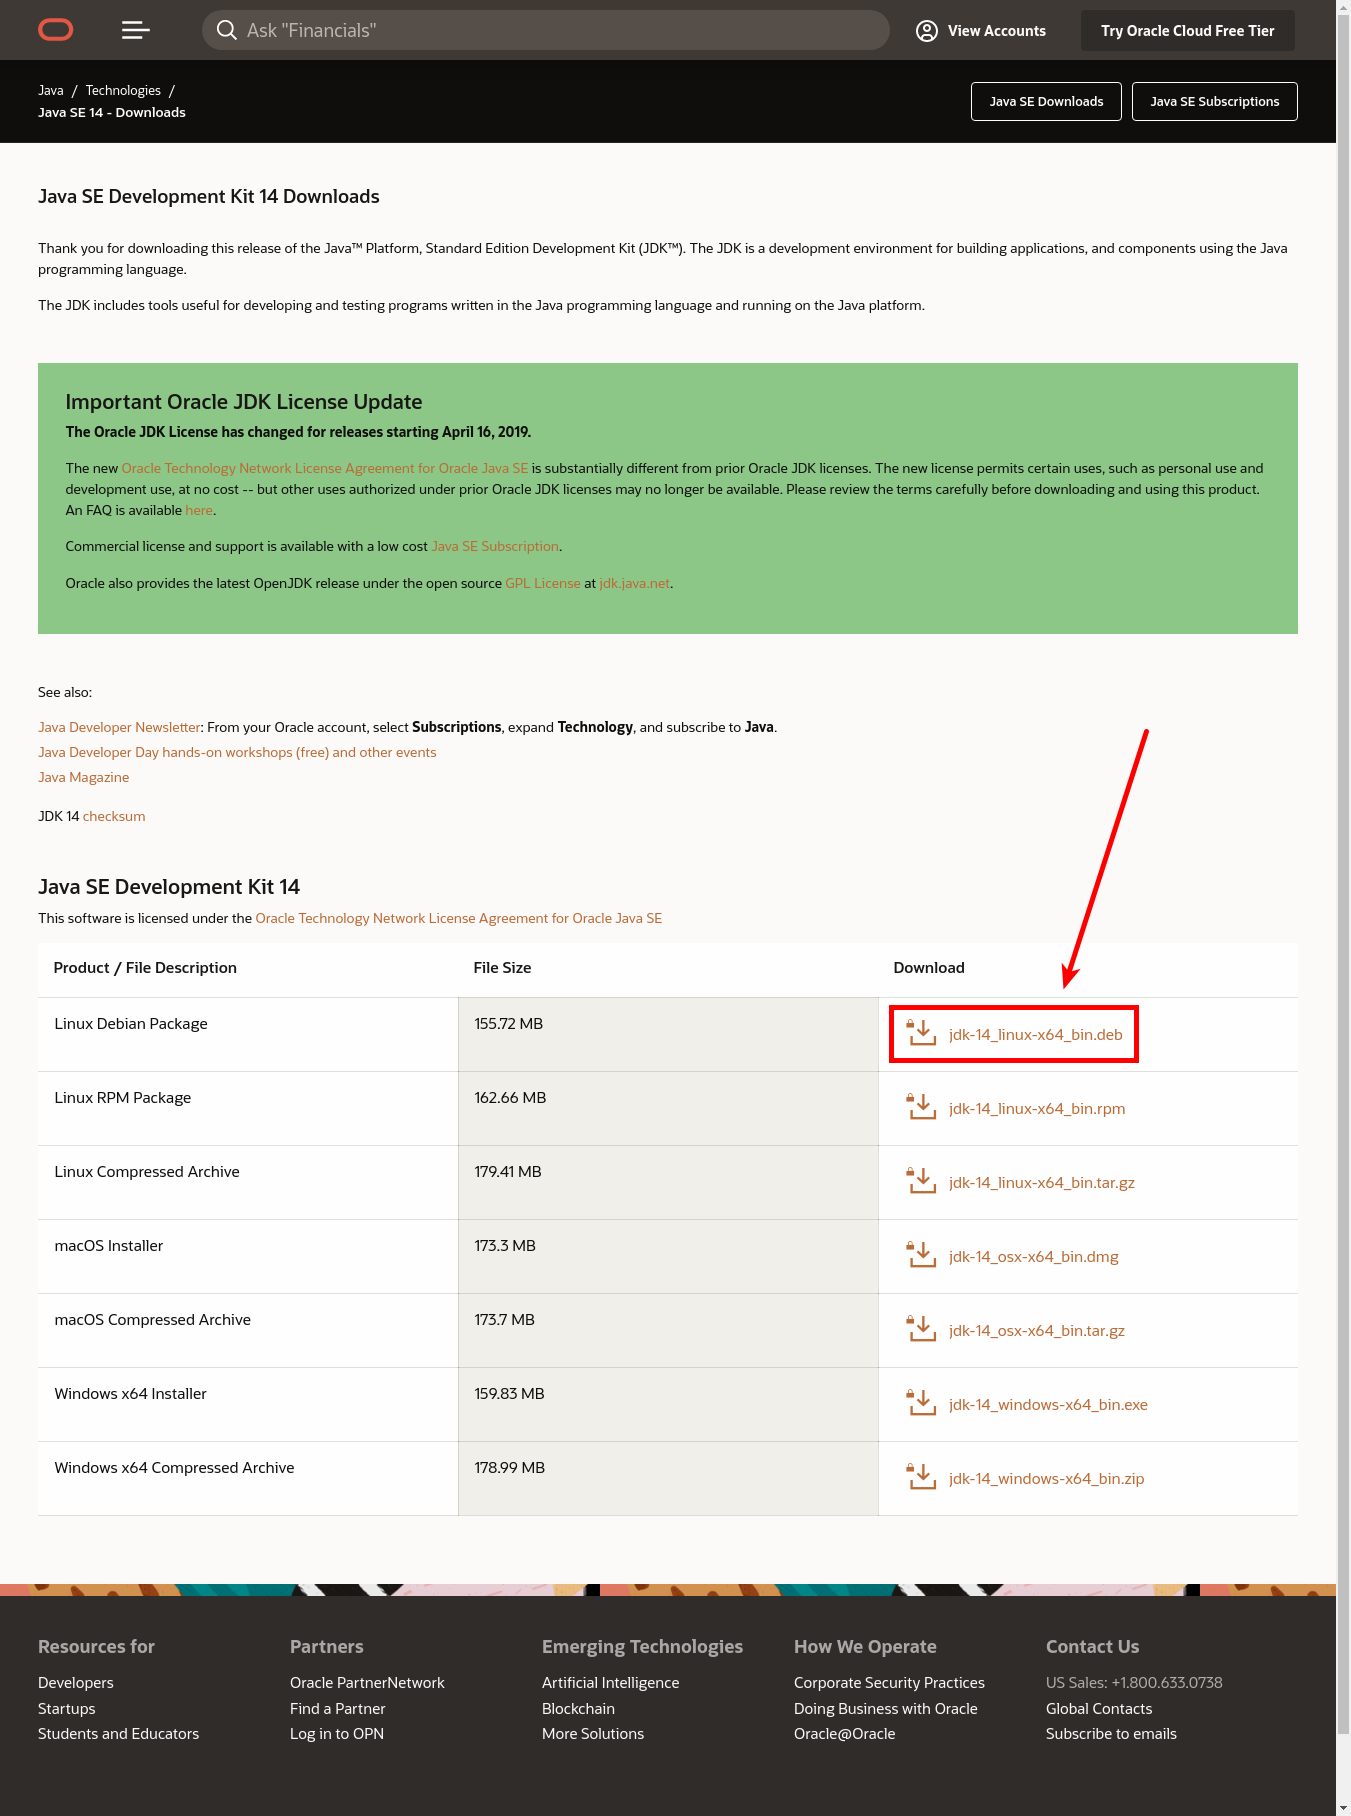 Ask "Financials"
View Accounts
Try Oracle Cloud Free Tier
Java / Technologies /
Java SE 14 - Downloads
Java SE Downloads
Java SE Subscriptions
Java SE Development Kit 14 Downloads
Thank you for downloading this release of the Java™ Platform, Standard Edition Development Kit (JDK™). The JDK is a development environment for building applications, and components using the Java
programming language.
The JDK includes tools useful for developing and testing programs written in the Java programming language and running on the Java platform.
Important Oracle JDK License Update
The Oracle JDK License has changed for releases starting April 16, 2019.
The new Oracle Technology Network License Agreement for Oracle Java SE is substantially different from prior Oracle JDK licenses. The new license permits certain uses, such as personal use and
development use, at no cost -- but other uses authorized under prior Oracle JDK licenses may no longer be available. Please review the terms carefully before downloading and using this product.
An FAQ is available here.
Commercial license and support is available with a low cost Java SE Subscription.
Oracle also provides the latest OpenJDK release under the open source GPL License at jdk.java.net.
See also:
Java Developer Newsletter: From your Oracle account, select Subscriptions, expand Technology, and subscribe to Java.
Java Developer Day hands-on workshops (free) and other events
Java Magazine
JDK 14 checksum
Java SE Development Kit 14
This software is licensed under the Oracle Technology Network License Agreement for Oracle Java SE
Product / File Description File Size Download
Linux Debian Package 155.72 MB jdk-14_linux-x64_bin.deb
Linux RPM Package 162.66 MB jdk-14_linux-x64_bin.rpm
Linux Compressed Archive 179.41 MB jdk-14_linux-x64_bin.tar.gz
macOS Installer 173.3 MB jdk-14_osx-x64_bin.dmg
macOS Compressed Archive 173.7 MB jdk-14_osx-x64_bin.tar.gz
Windows x64 Installer 159.83 MB jdk-14_windows-x64_bin.exe
Windows x64 Compressed Archive 178.99 MB jdk-14_windows-x64_bin.zip
Resources for
Developers
Startups
Students and Educators
Partners
Oracle PartnerNetwork
Find a Partner
Log in to OPN
Emerging Technologies
Artificial Intelligence
Blockchain
More Solutions
How We Operate
Corporate Security Practices
Doing Business with Oracle
Oracle@Oracle
Contact Us
US Sales: +1.800.633.0738
Global Contacts
Subscribe to emails